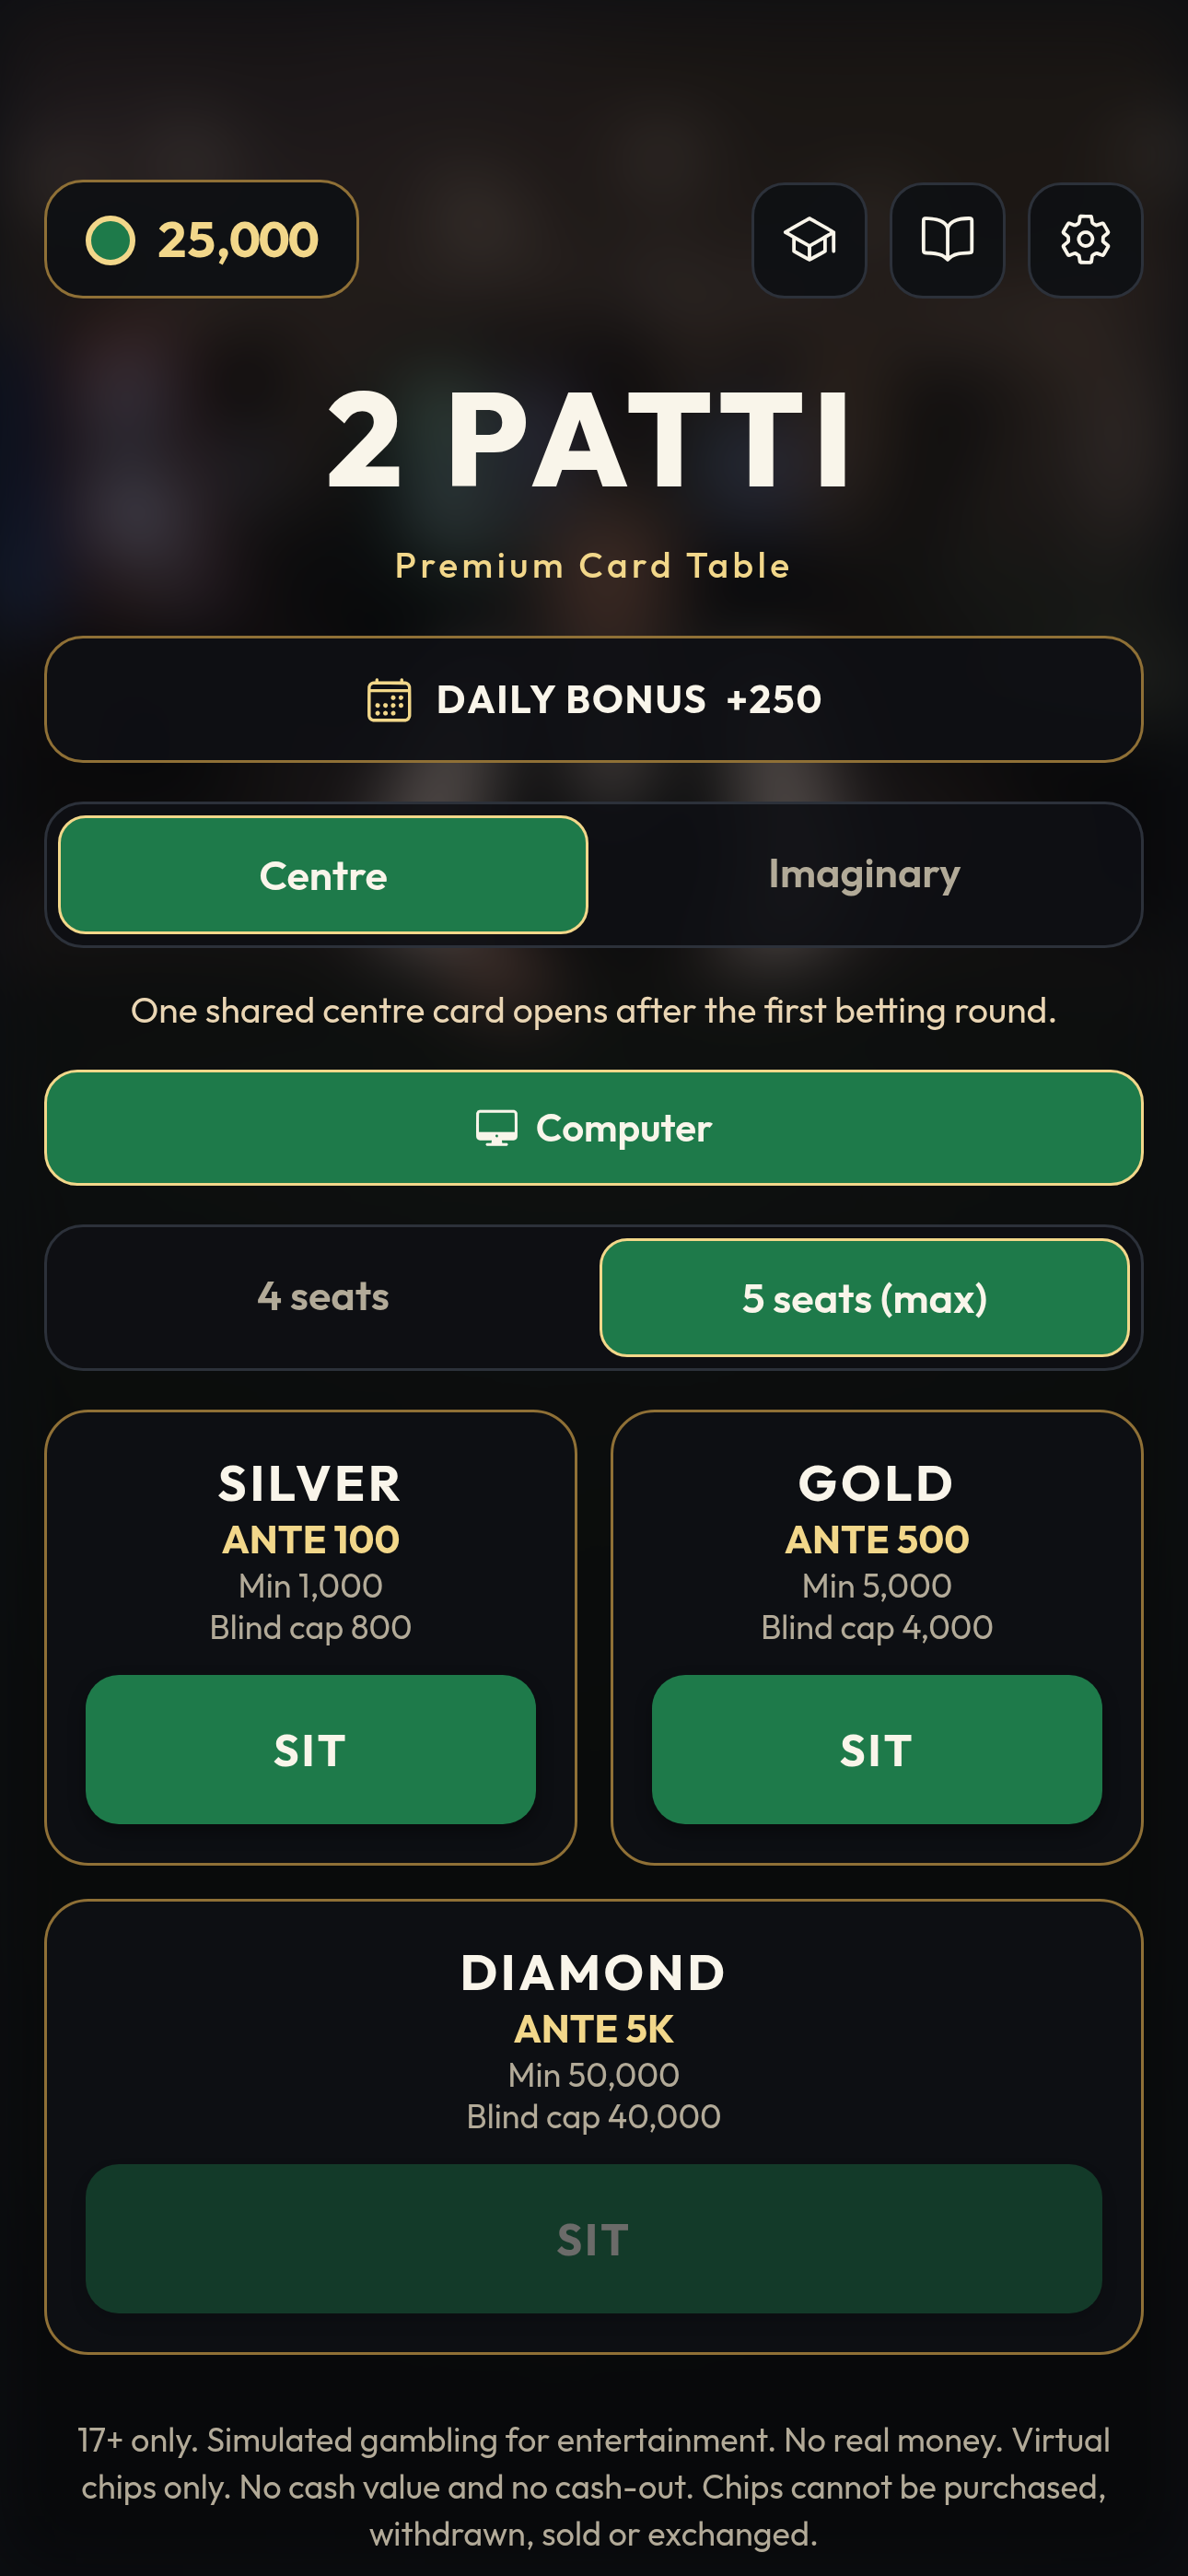 25,000
2 PATTI
Premium Card Table
DAILY BONUS +250
Centre
Imaginary
One shared centre card opens after the first betting round.
Computer
4 seats
5 seats (max)
SILVER
ANTE 100
Min 1,000
Blind cap 800
SIT
GOLD
ANTE 500
Min 5,000
Blind cap 4,000
SIT
DIAMOND
ANTE 5K
Min 50,000
Blind cap 40,000
SIT
17+ only. Simulated gambling for entertainment. No real money. Virtual
chips only. No cash value and no cash-out. Chips cannot be purchased,
withdrawn, sold or exchanged.